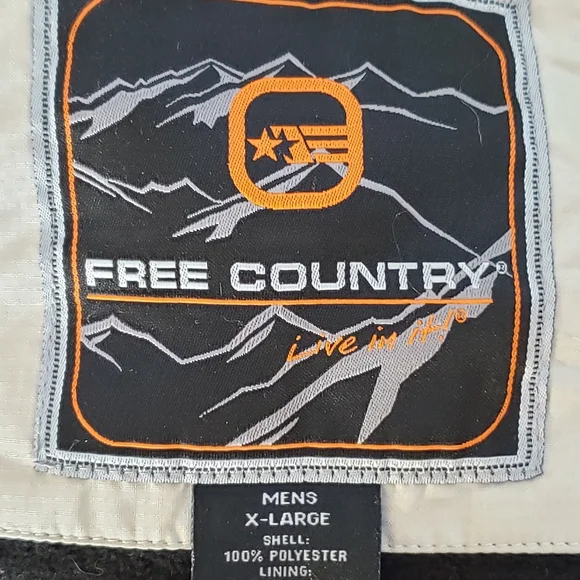 FREE COUNTRY®
Live in it!®
MENS
X-LARGE
SHELL:
100% POLYESTER
LINING: